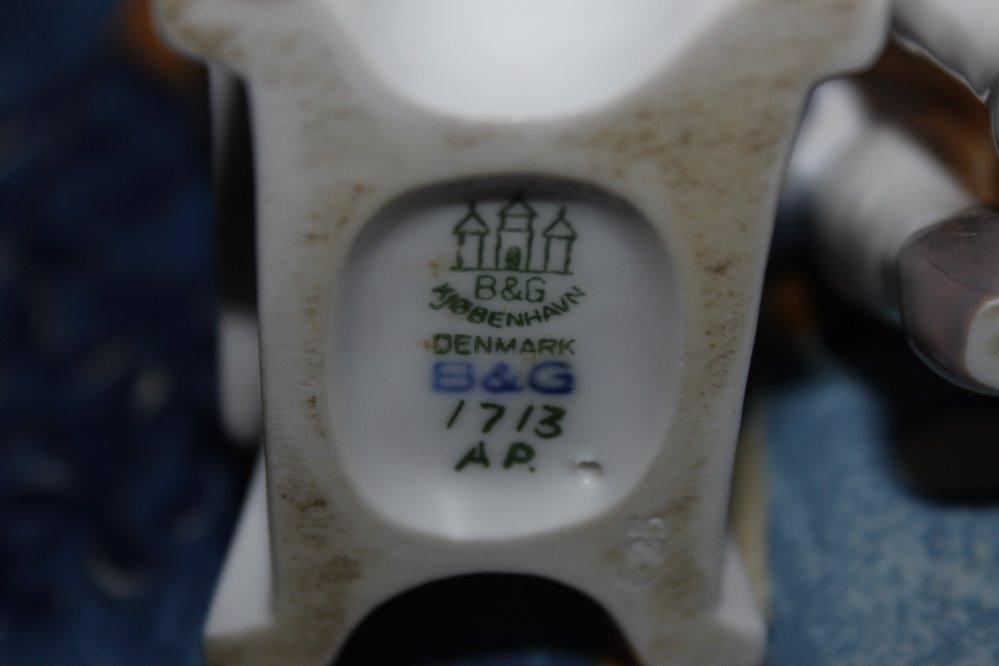 B&G
KJØBENHAVN
DENMARK
B&G
1713
AP.